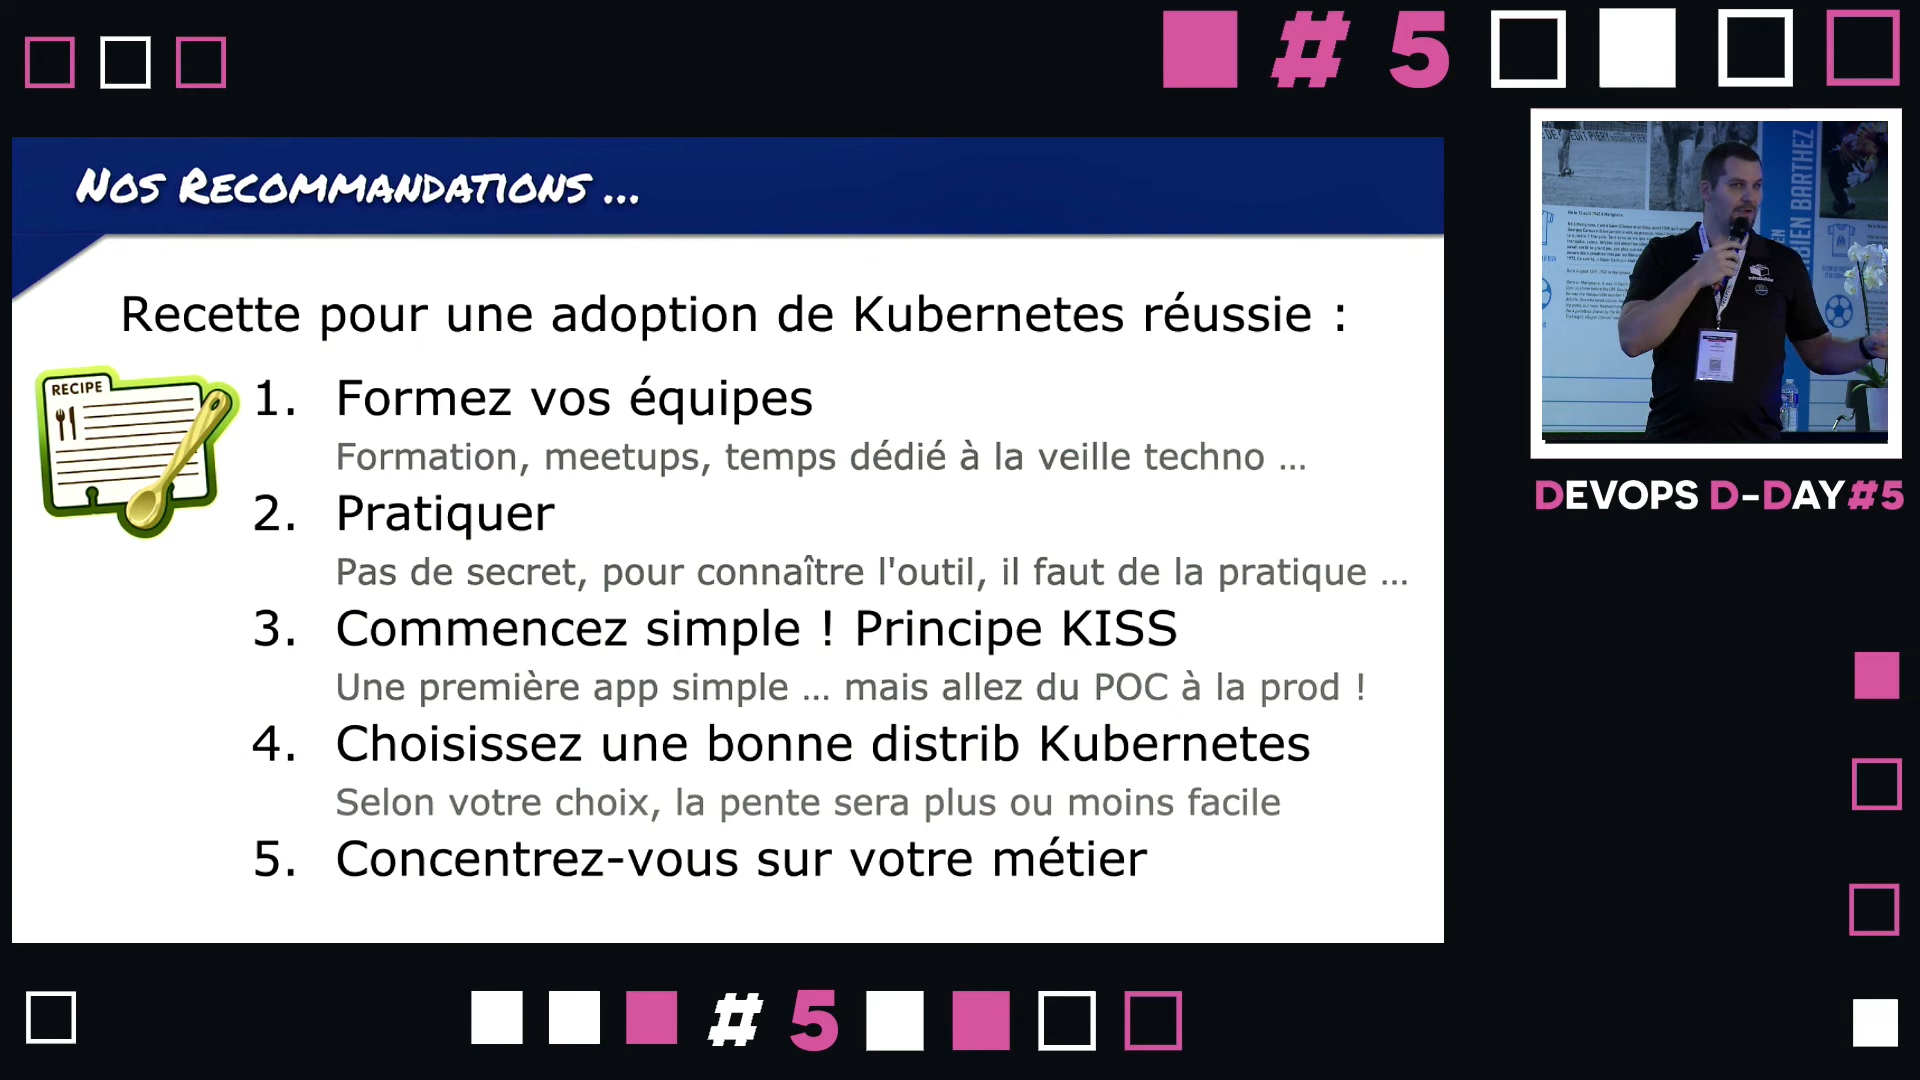 # 5
NOS RECOMMANDATIONS ...
Recette pour une adoption de Kubernetes réussie :
RECIPE
1. Formez vos équipes
Formation, meetups, temps dédié à la veille techno ...
2. Pratiquer
Pas de secret, pour connaître l'outil, il faut de la pratique ...
3. Commencez simple ! Principe KISS
Une première app simple ... mais allez du POC à la prod !
4. Choisissez une bonne distrib Kubernetes
Selon votre choix, la pente sera plus ou moins facile
5. Concentrez-vous sur votre métier
BIEN BARTHEZ
DEVOPS D-DAY#5
# 5